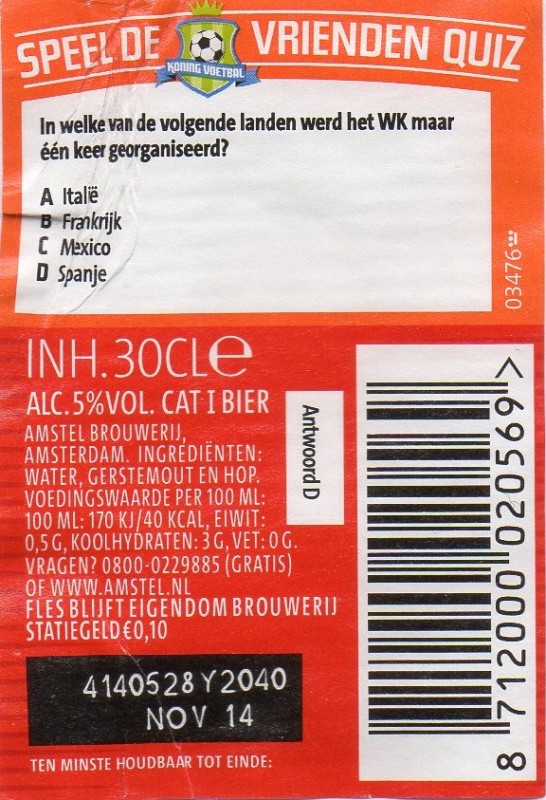 SPEEL DE VRIENDEN QUIZ
KONING VOETBAL
In welke van de volgende landen werd het WK maar
één keer georganiseerd?
A Italië
B Frankrijk
C Mexico
D Spanje
03476
INH.30CL℮
ALC.5%VOL. CAT I BIER
AMSTEL BROUWERIJ,
AMSTERDAM. INGREDIËNTEN:
WATER, GERSTEMOUT EN HOP.
VOEDINGSWAARDE PER 100 ML:
100 ML: 170 KJ/40 KCAL, EIWIT:
0,5 G, KOOLHYDRATEN: 3 G, VET: 0 G.
VRAGEN? 0800-0229885 (GRATIS)
OF WWW.AMSTEL.NL
FLES BLIJFT EIGENDOM BROUWERIJ
STATIEGELD €0,10
Antwoord D
8 712000 020569 >
4140528Y2040
NOV 14
TEN MINSTE HOUDBAAR TOT EINDE: